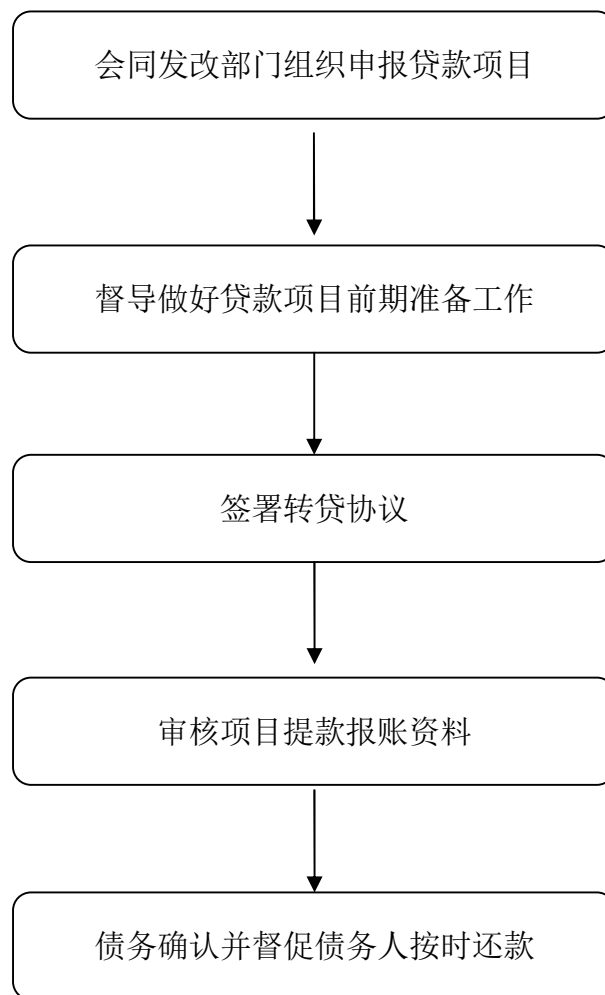 会同发改部门组织申报贷款项目
督导做好贷款项目前期准备工作
签署转贷协议
审核项目提款报账资料
债务确认并督促债务人按时还款